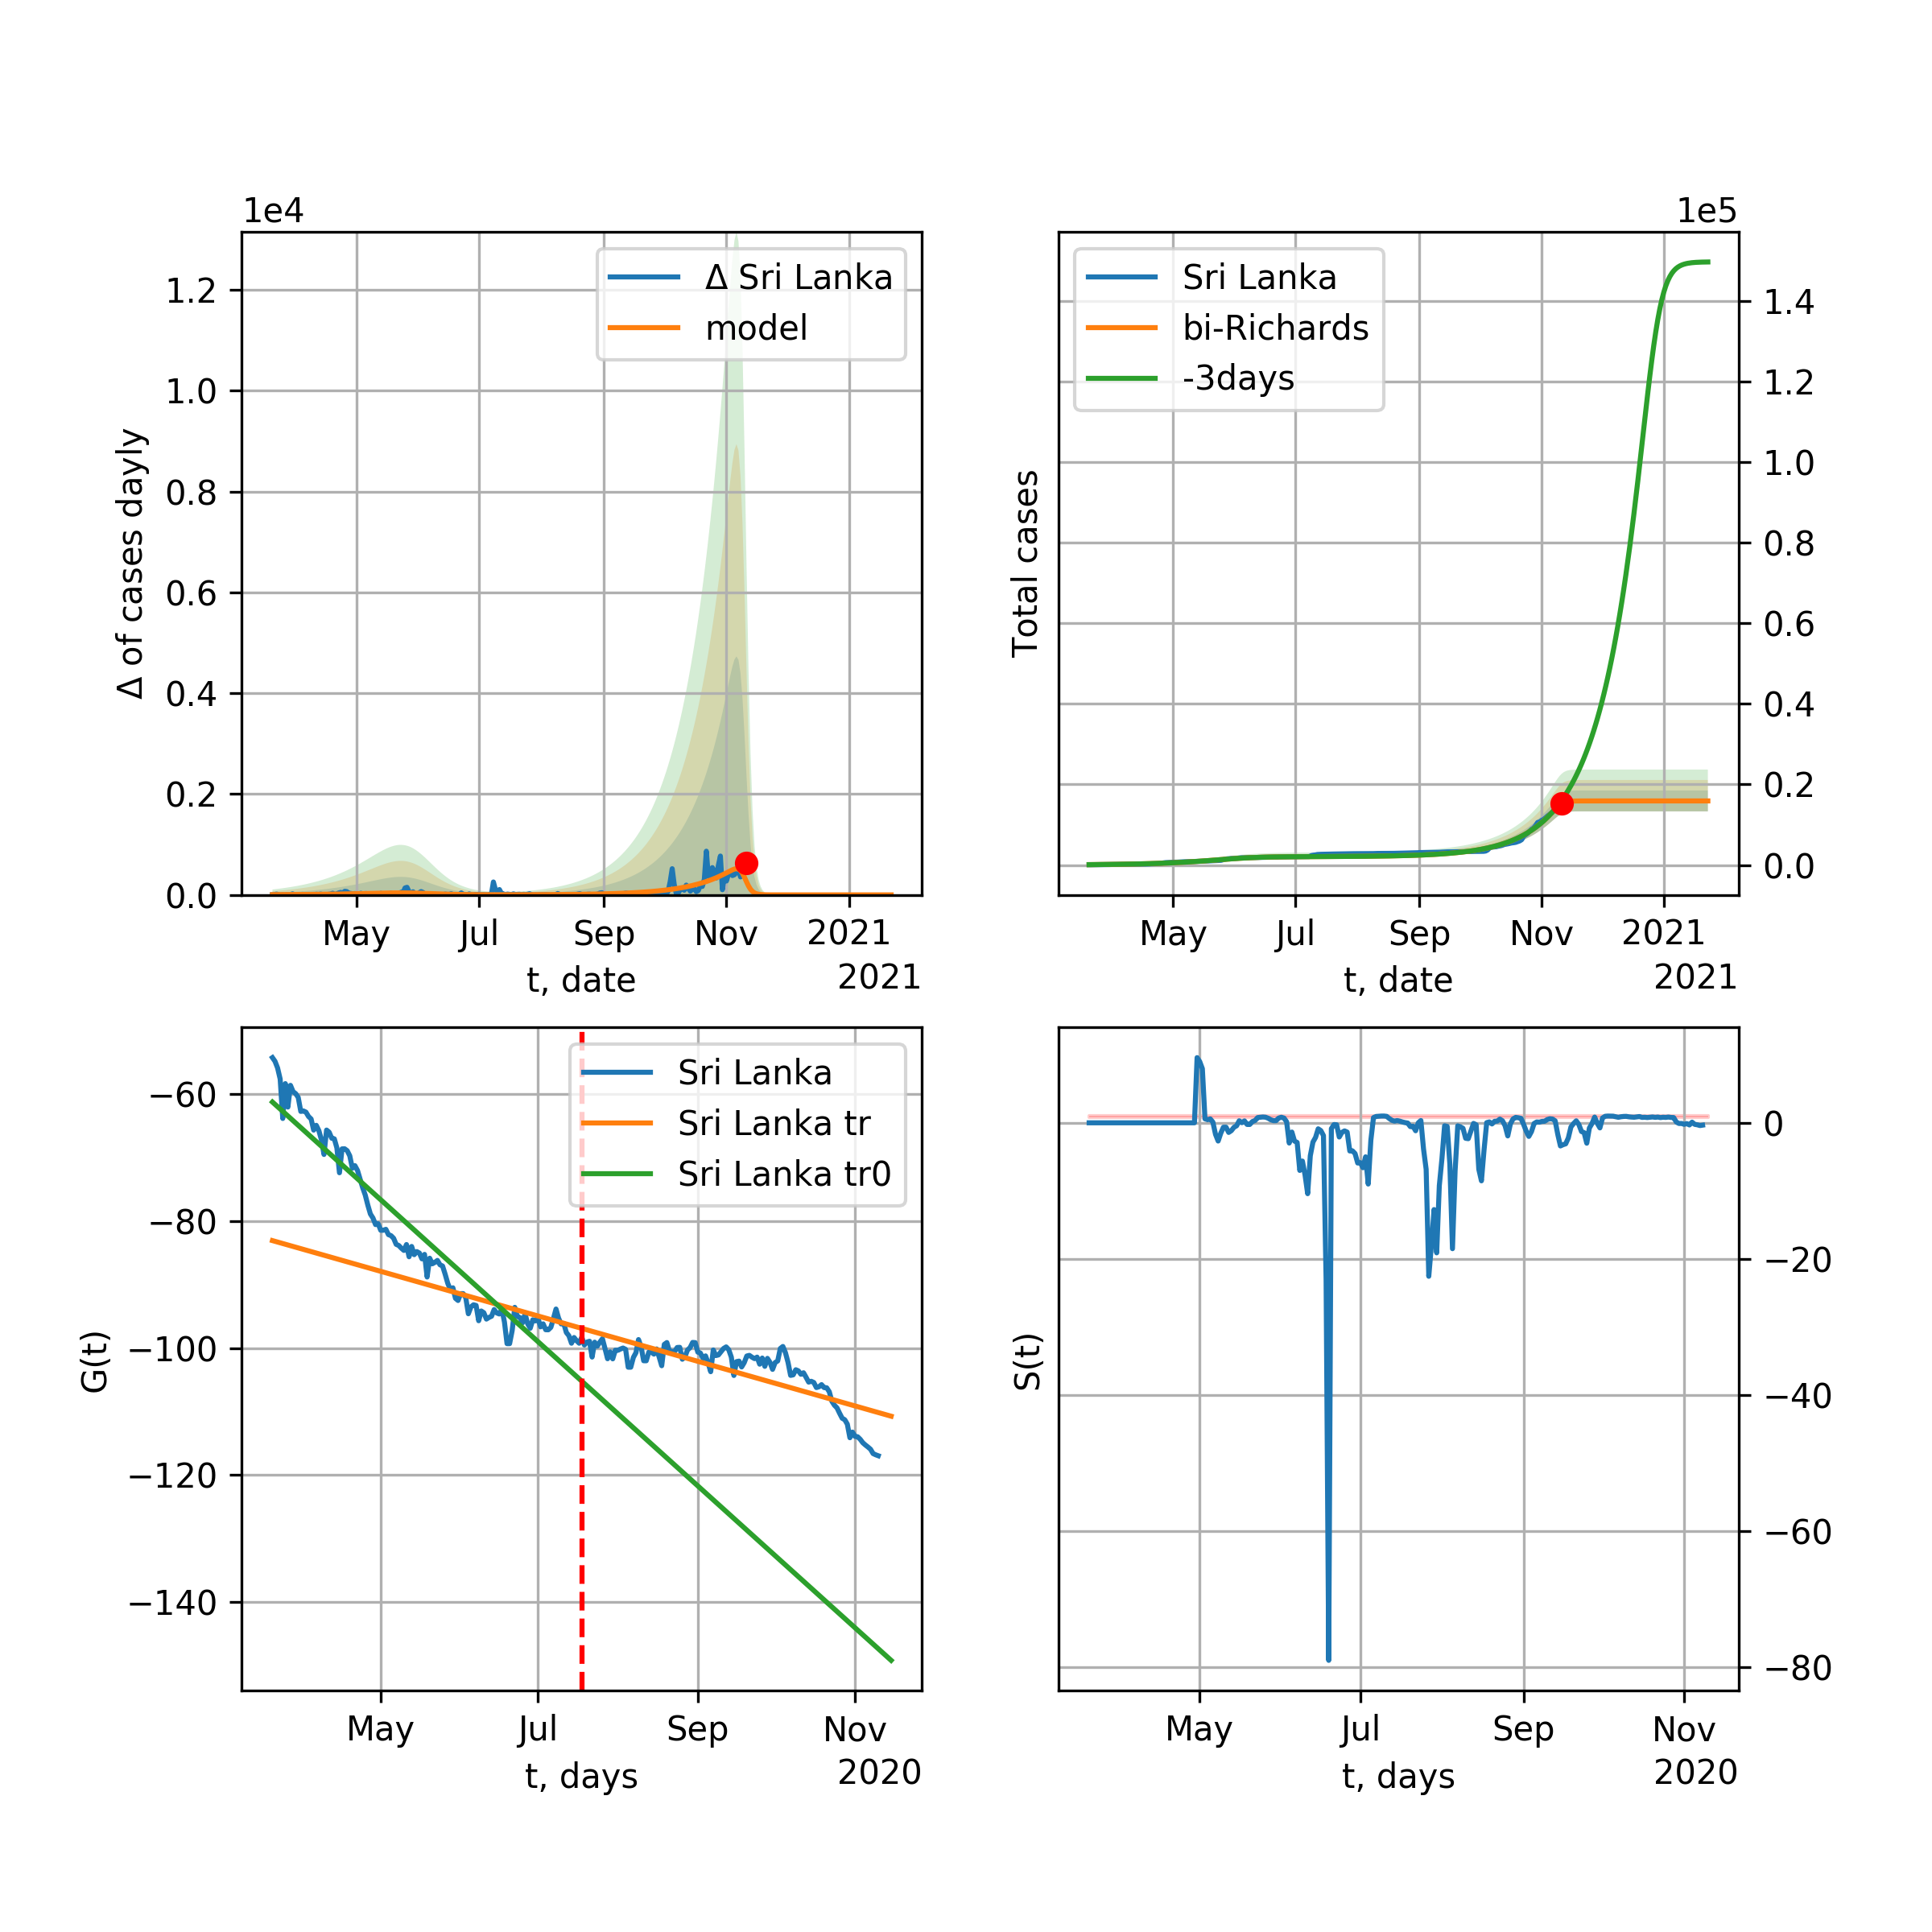 1e4
Δ Sri Lanka
model
1.2
1.0
0.8
0.6
0.4
0.2
0.0
Δ of cases dayly
May Jul Sep Nov 2021
t, date
2021
1e5
Sri Lanka
bi-Richards
-3days
1.4
1.2
1.0
0.8
0.6
0.4
0.2
0.0
Total cases
May Jul Sep Nov 2021
t, date
2021
Sri Lanka
Sri Lanka tr
Sri Lanka tr0
−60
−80
−100
−120
−140
G(t)
May Jul Sep Nov
t, days
2020
0
−20
−40
−60
−80
S(t)
May Jul Sep Nov
t, days
2020